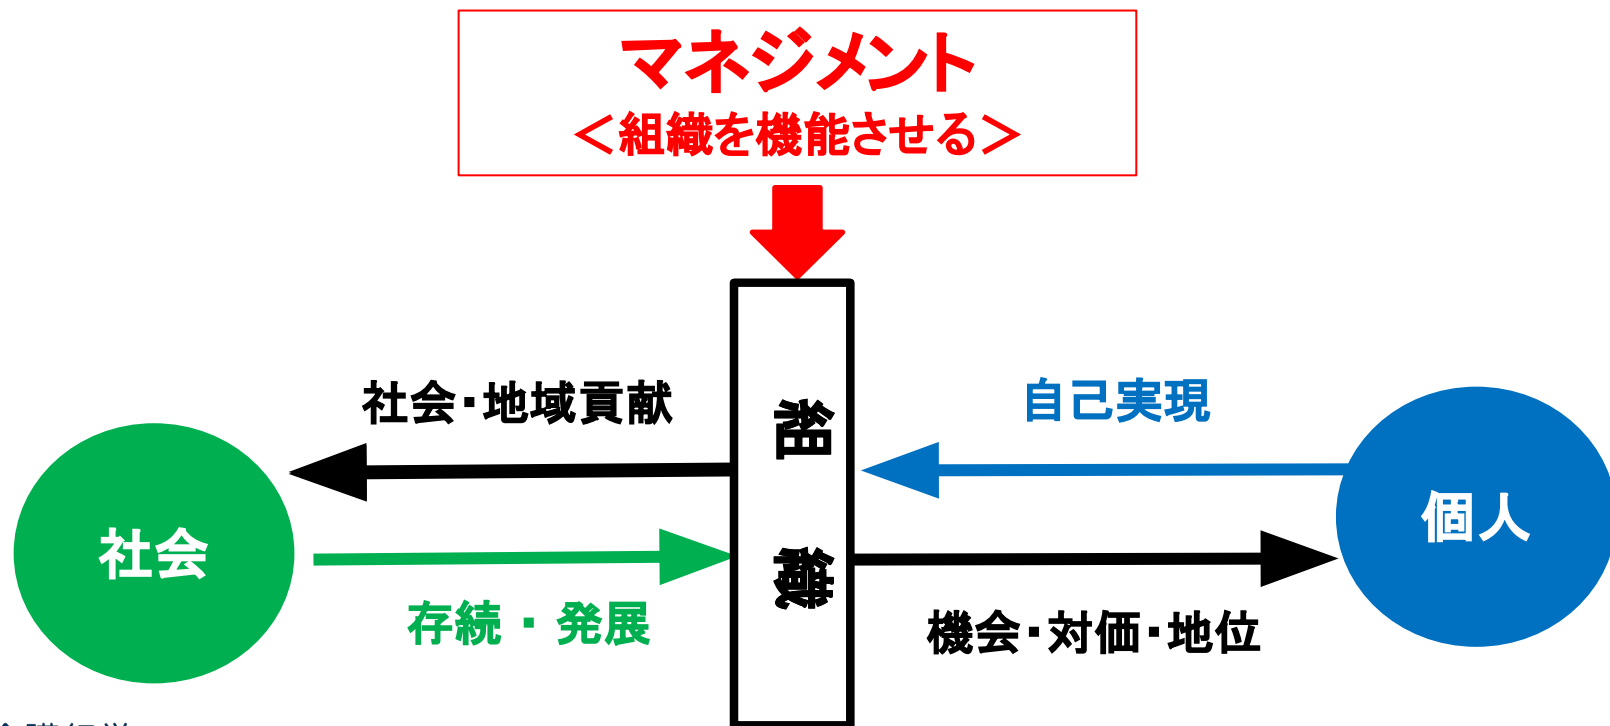 マネジメント
＜組織を機能させる＞
社会・地域貢献
自己実現
組織
社会
個人
存続・発展
機会・対価・地位